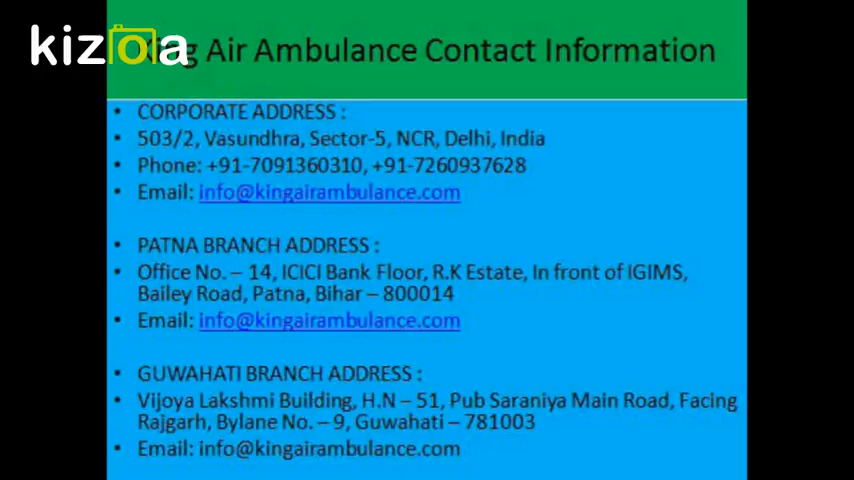 kizoa
King Air Ambulance Contact Information
• CORPORATE ADDRESS :
• 503/2, Vasundhra, Sector-5, NCR, Delhi, India
• Phone: +91-7091360310, +91-7260937628
• Email: info@kingairambulance.com
• PATNA BRANCH ADDRESS :
• Office No. – 14, ICICI Bank Floor, R.K Estate, In front of IGIMS,
Bailey Road, Patna, Bihar – 800014
• Email: info@kingairambulance.com
• GUWAHATI BRANCH ADDRESS :
• Vijoya Lakshmi Building, H.N – 51, Pub Saraniya Main Road, Facing
Rajgarh, Bylane No. – 9, Guwahati – 781003
• Email: info@kingairambulance.com